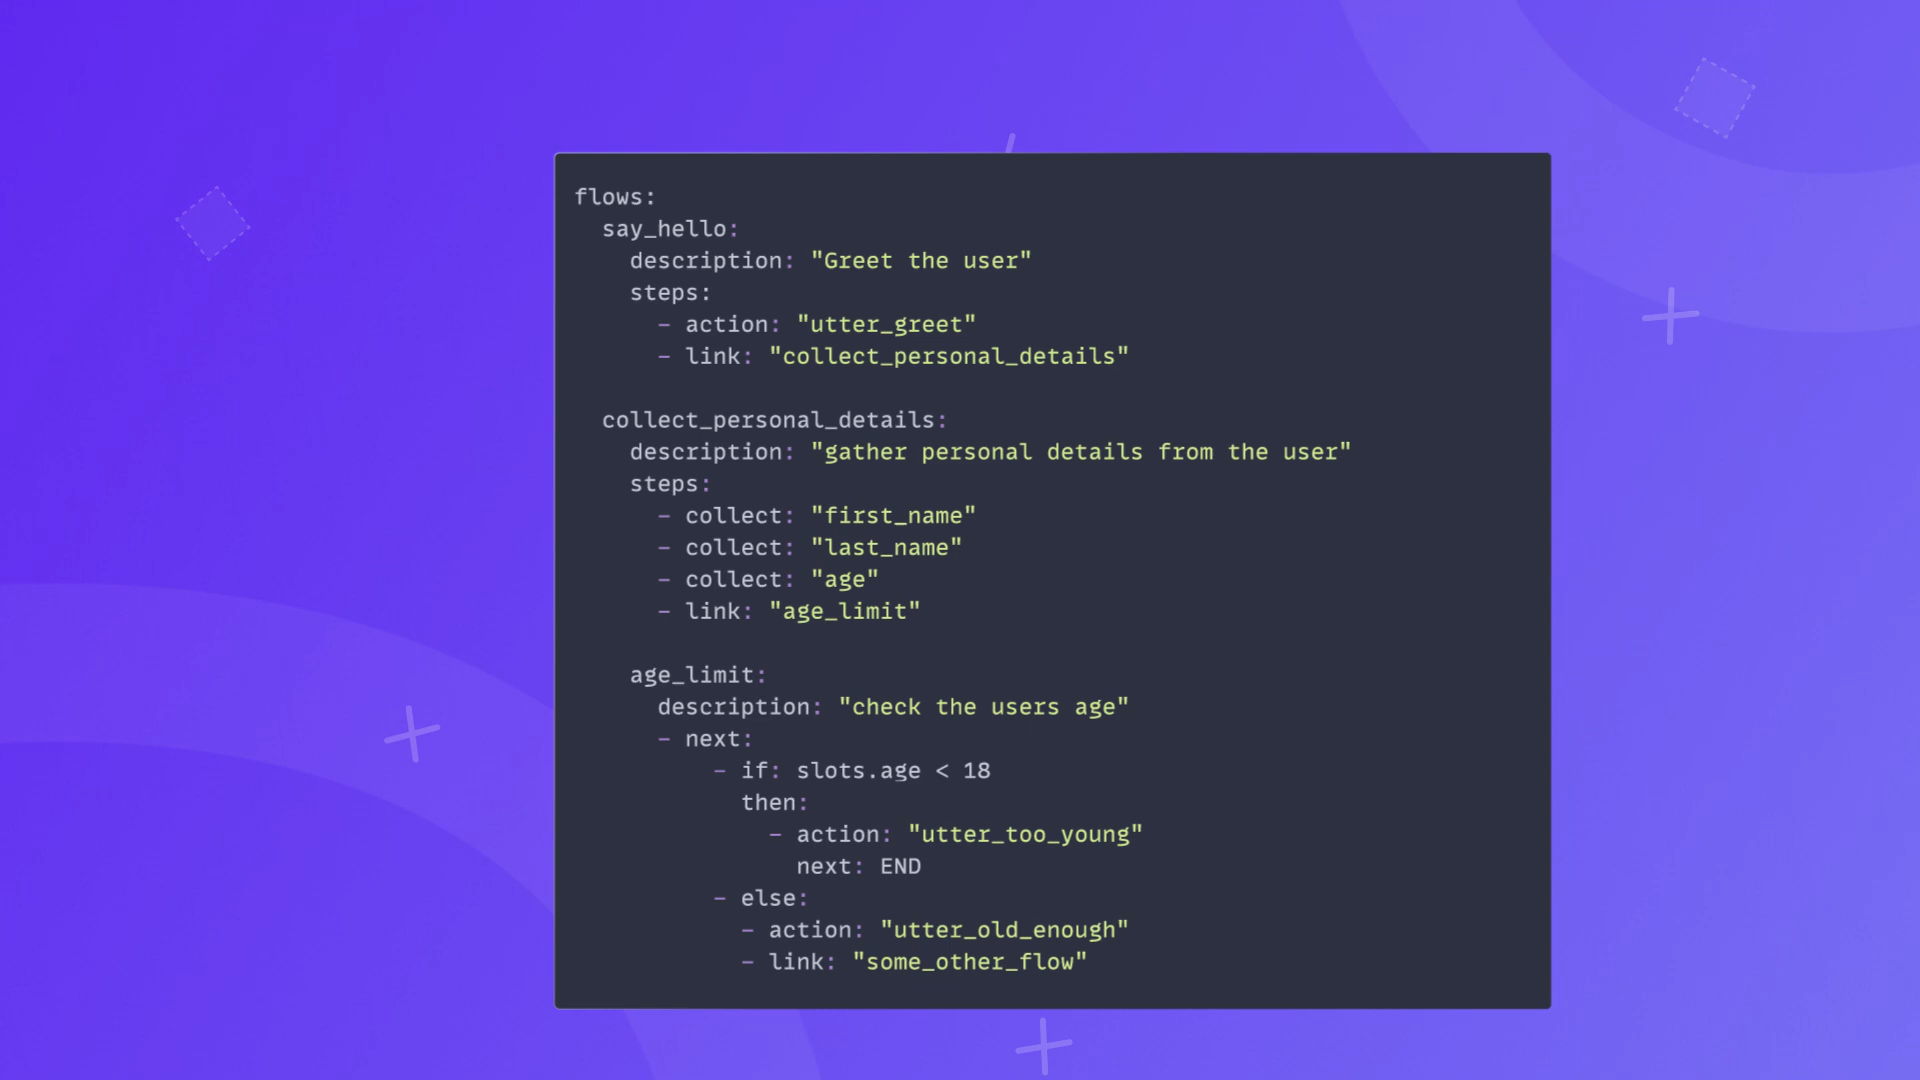 flows:
  say_hello:
    description: "Greet the user"
    steps:
      - action: "utter_greet"
      - link: "collect_personal_details"

  collect_personal_details:
    description: "gather personal details from the user"
    steps:
      - collect: "first_name"
      - collect: "last_name"
      - collect: "age"
      - link: "age_limit"

    age_limit:
      description: "check the users age"
      - next:
          - if: slots.age < 18
            then:
              - action: "utter_too_young"
                next: END
          - else:
            - action: "utter_old_enough"
            - link: "some_other_flow"